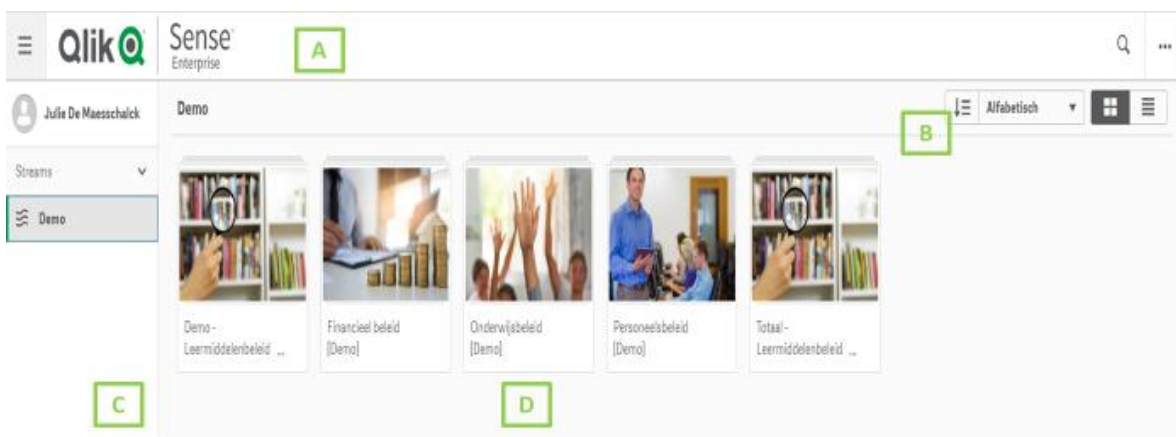 Qlik Q
Sense
Enterprise
A
Julie De Maesschalck
Demo
Alfabetisch
B
Streams
Demo
Demo -
Leermiddelenbeleid ...
Financieel beleid
[Demo]
Onderwijsbeleid
[Demo]
Personeelsbeleid
[Demo]
Totaal -
Leermiddelenbeleid ...
C
D